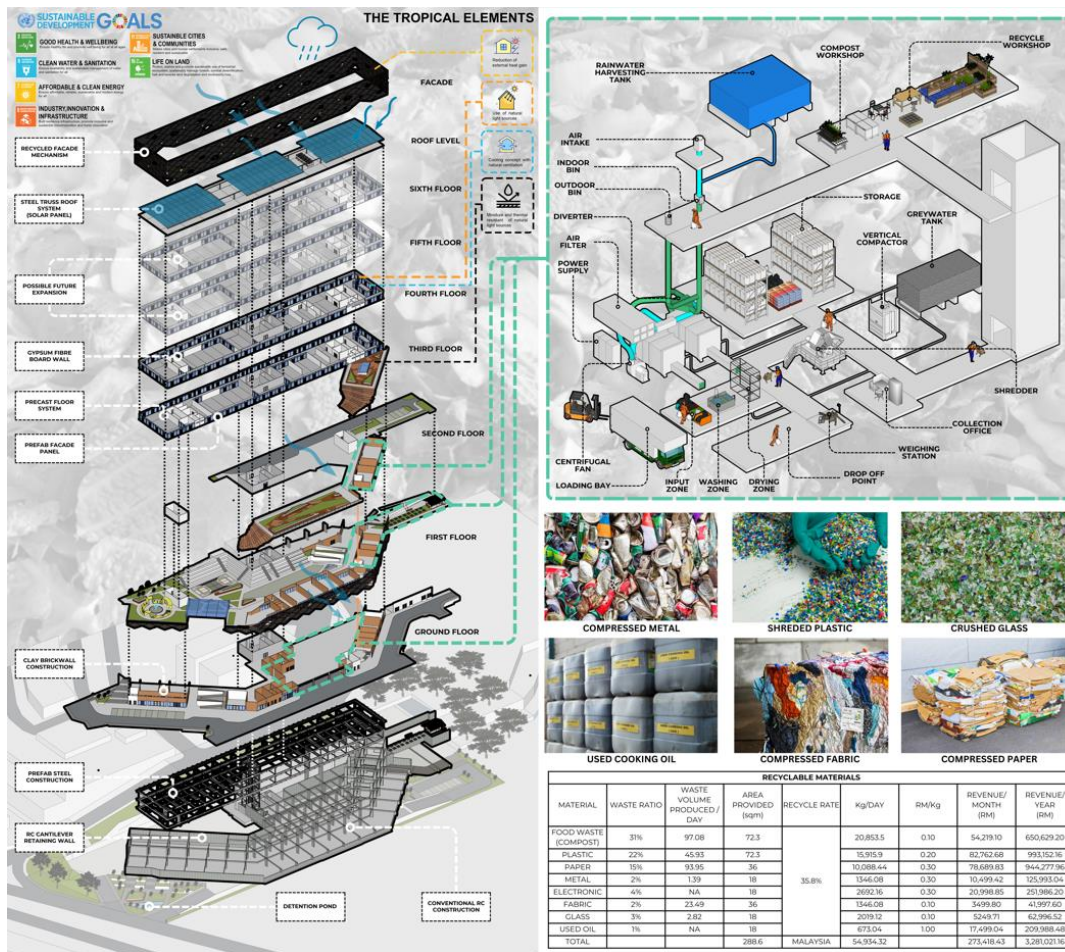 SUSTAINABLE
DEVELOPMENT GOALS
GOOD HEALTH & WELLBEING
CLEAN WATER & SANITATION
AFFORDABLE & CLEAN ENERGY
INDUSTRY,INNOVATION &
INFRASTRUCTURE
SUSTAINABLE CITIES
& COMMUNITIES
LIFE ON LAND
THE TROPICAL ELEMENTS
Reduction of
external heat gain
Use of natural
light sources
Cooling concept with
natural ventilation
Moisture and thermal
resistant of natural
light sources
FACADE
ROOF LEVEL
SIXTH FLOOR
FIFTH FLOOR
FOURTH FLOOR
THIRD FLOOR
SECOND FLOOR
FIRST FLOOR
GROUND FLOOR
RECYCLED FACADE
MECHANISM
STEEL TRUSS ROOF
SYSTEM
(SOLAR PANEL)
POSSIBLE FUTURE
EXPANSION
GYPSUM FIBRE
BOARD WALL
PRECAST FLOOR
SYSTEM
PREFAB FACADE
PANEL
CLAY BRICKWALL
CONSTRUCTION
PREFAB STEEL
CONSTRUCTION
RC CANTILEVER
RETAINING WALL
DETENTION POND
CONVENTIONAL RC
CONSTRUCTION
RAINWATER
HARVESTING
TANK
COMPOST
WORKSHOP
RECYCLE
WORKSHOP
AIR
INTAKE
INDOOR
BIN
OUTDOOR
BIN
DIVERTER
AIR
FILTER
POWER
SUPPLY
STORAGE
GREYWATER
TANK
VERTICAL
COMPACTOR
SHREDDER
COLLECTION
OFFICE
WEIGHING
STATION
CENTRIFUGAL
FAN
LOADING BAY
INPUT
ZONE
WASHING
ZONE
DRYING
ZONE
DROP OFF
POINT
COMPRESSED METAL
SHREDED PLASTIC
CRUSHED GLASS
USED COOKING OIL
COMPRESSED FABRIC
COMPRESSED PAPER
RECYCLABLE MATERIALS
MATERIAL WASTE RATIO WASTE VOLUME PRODUCED / DAY AREA PROVIDED (sqm) RECYCLE RATE Kg/DAY RM/Kg REVENUE/ MONTH (RM) REVENUE/ YEAR (RM)
FOOD WASTE (COMPOST) 31% 97.08 72.3 20,853.5 0.10 54,219.10 650,629.20
PLASTIC 22% 45.93 72.3 15,915.9 0.20 82,762.68 993,152.16
PAPER 15% 93.95 36 10,088.44 0.30 78,689.83 944,277.96
METAL 2% 1.39 18 1346.08 0.30 10,499.42 125,993.04
35.8%
ELECTRONIC 4% NA 18 2692.16 0.30 20,998.85 251,986.20
FABRIC 2% 23.49 36 1346.08 0.10 3499.80 41,997.60
GLASS 3% 2.82 18 2019.12 0.10 5249.71 62,996.52
USED OIL 1% NA 18 673.04 1.00 17,499.04 209,988.48
TOTAL 288.6 MALAYSIA 54,934.32 273,418.43 3,281,021.16